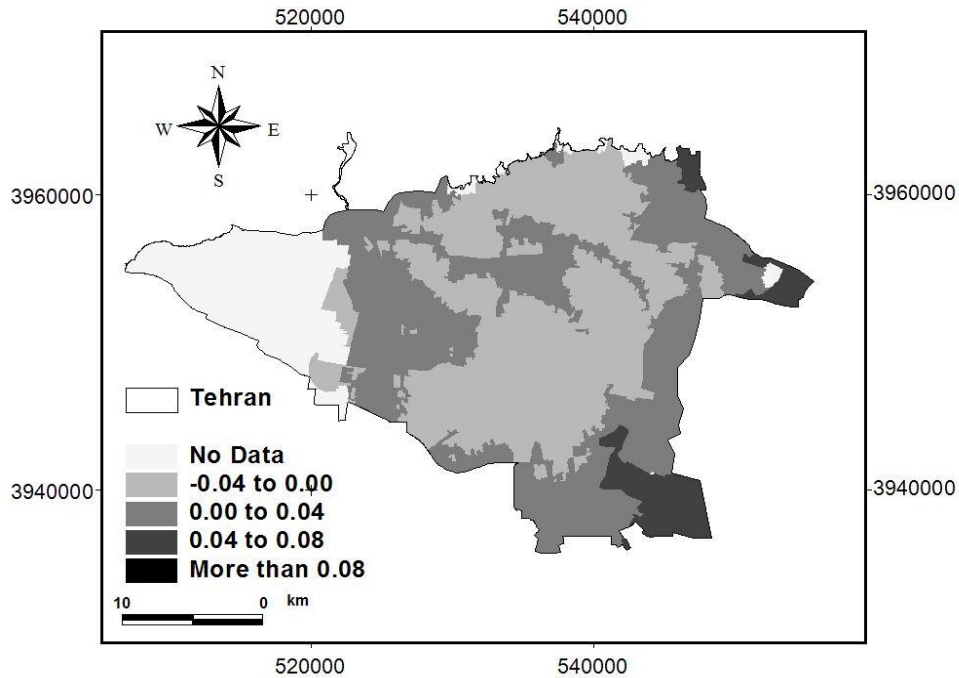 520000 540000
N
W E
S
3960000 3960000
Tehran
No Data
-0.04 to 0.00
3940000 3940000
0.00 to 0.04
0.04 to 0.08
More than 0.08
10 0 km
520000 540000